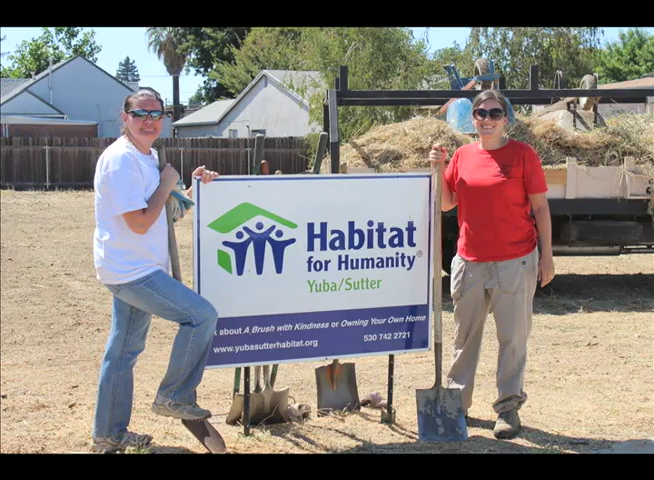 Habitat
for Humanity®
Yuba/Sutter
about A Brush with Kindness or Owning Your Own Home
www.yubasutterhabitat.org 530 742 2721